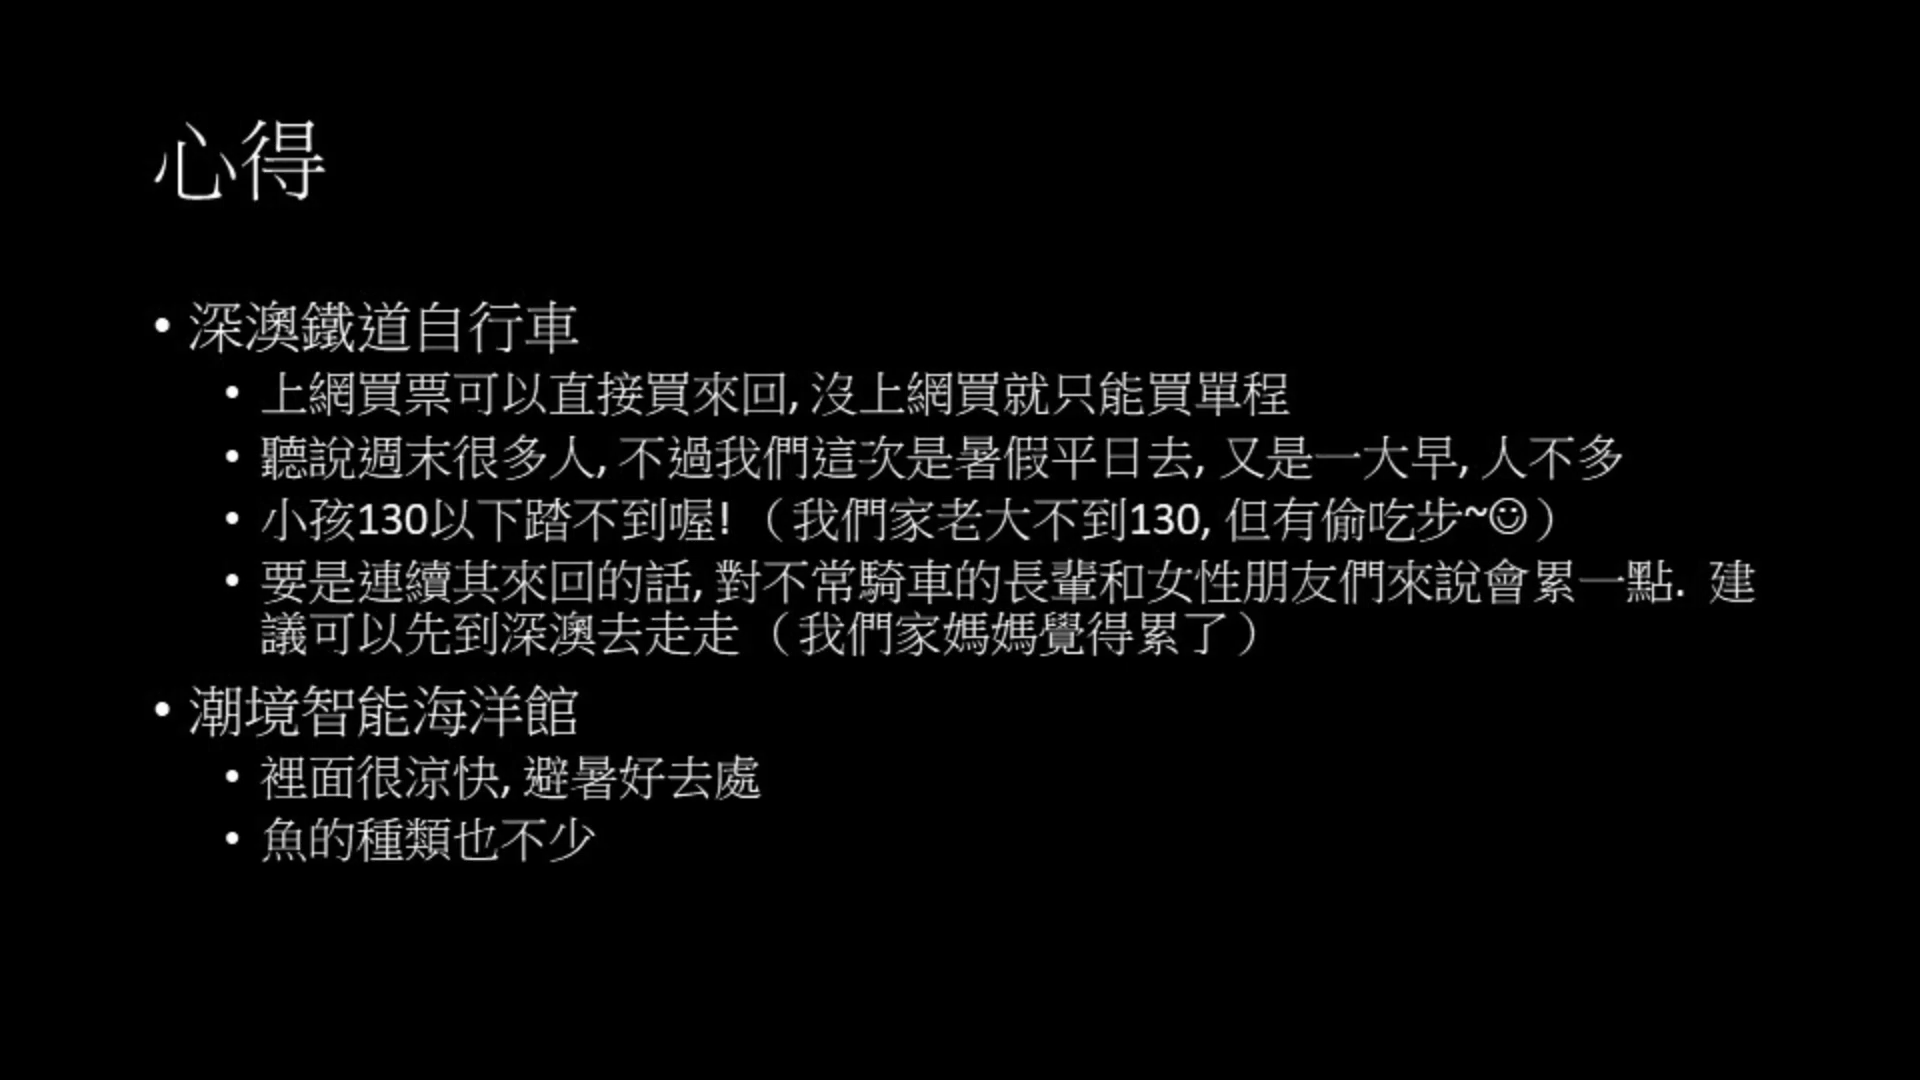 心得
• 深澳鐵道自行車
• 上網買票可以直接買來回, 沒上網買就只能買單程
• 聽說週末很多人, 不過我們這次是暑假平日去, 又是一大早, 人不多
• 小孩130以下踏不到喔! （我們家老大不到130, 但有偷吃步~☺）
• 要是連續其來回的話, 對不常騎車的長輩和女性朋友們來說會累一點. 建
議可以先到深澳去走走（我們家媽媽覺得累了）
• 潮境智能海洋館
• 裡面很涼快, 避暑好去處
• 魚的種類也不少